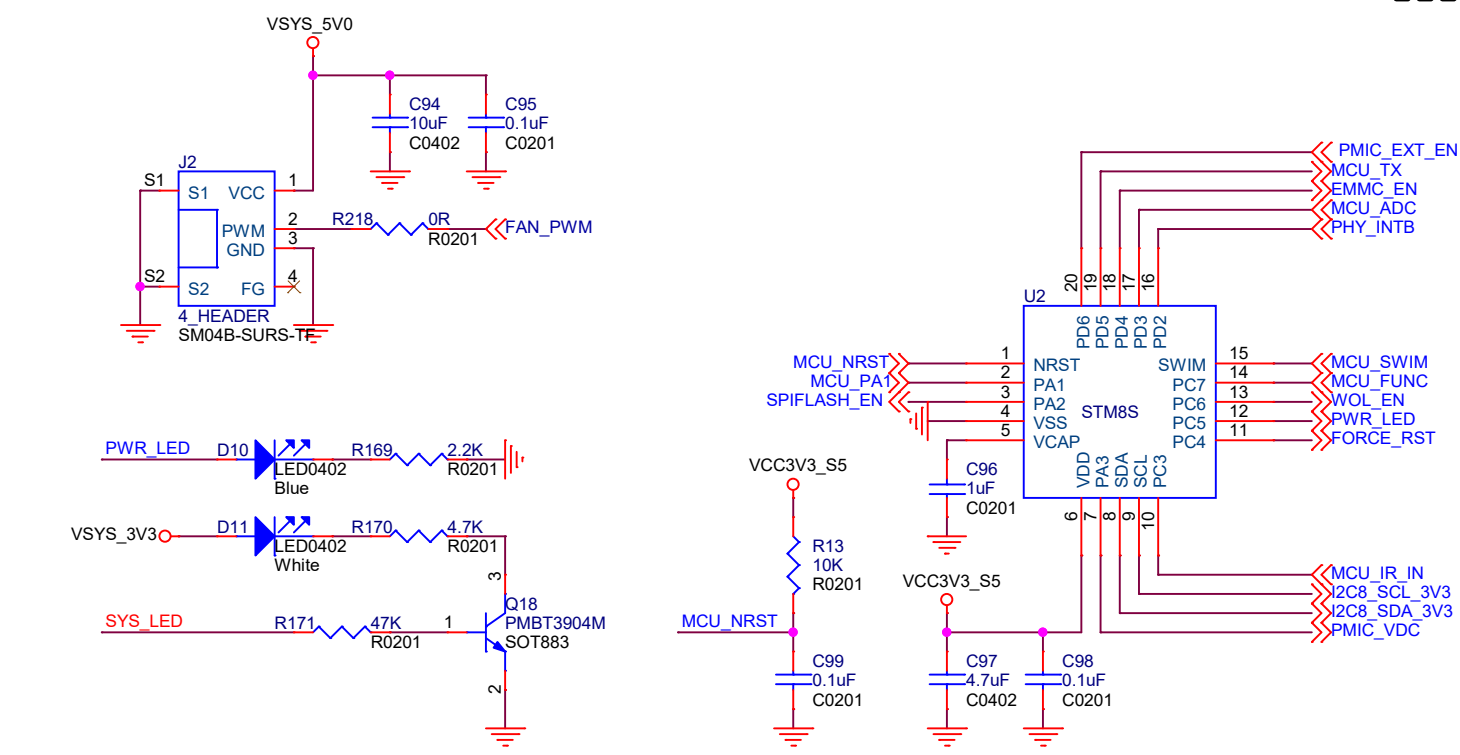 VSYS_5V0
C94
10uF
C0402
C95
0.1uF
C0201
J2
S1
S1
VCC
1
PWM
2
GND
3
S2
S2
FG
4
4_HEADER
SM04B-SURS-TF
R218
0R
R0201
FAN_PWM
PWR_LED
D10
LED0402
Blue
R169
2.2K
R0201
VSYS_3V3
D11
LED0402
White
R170
4.7K
R0201
SYS_LED
R171
47K
R0201
1
3
2
Q18
PMBT3904M
SOT883
VCC3V3_S5
R13
10K
R0201
MCU_NRST
C99
0.1uF
C0201
PMIC_EXT_EN
MCU_TX
EMMC_EN
MCU_ADC
PHY_INTB
20
19
18
17
16
U2
PD6
PD5
PD4
PD3
PD2
MCU_NRST
1
NRST
MCU_PA1
2
PA1
SPIFLASH_EN
3
PA2
4
VSS
5
VCAP
STM8S
SWIM
15
MCU_SWIM
PC7
14
MCU_FUNC
PC6
13
WOL_EN
PC5
12
PWR_LED
PC4
11
FORCE_RST
VDD
PA3
SDA
SCL
PC3
6
7
8
9
10
C96
1uF
C0201
VCC3V3_S5
C97
4.7uF
C0402
C98
0.1uF
C0201
MCU_IR_IN
I2C8_SCL_3V3
I2C8_SDA_3V3
PMIC_VDC